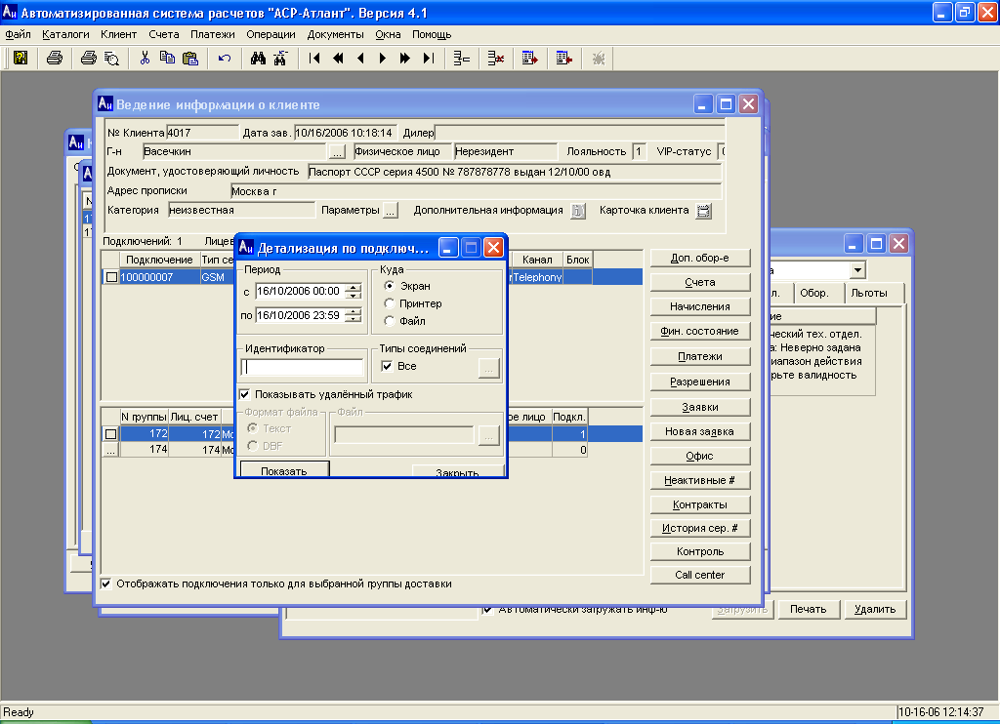 Автоматизированная система расчетов "АСР-Атлант". Версия 4.1
Файл Каталоги Клиент Счета Платежи Операции Документы Окна Помощь
Ведение информации о клиенте
№ Клиента 4017 Дата зав. 10/16/2006 10:18:14 Дилер
Г-н Васечкин ... Физическое лицо Нерезидент Лояльность 1 VIP-статус
Документ, удостоверяющий личность Паспорт СССР серия 4500 № 787878778 выдан 12/10/00 овд
Адрес прописки Москва г
Категория неизвестная Параметры ... Дополнительная информация Карточка клиента
Подключений: 1 Лицев
Подключение Тип се Канал Блок
100000007 GSM Telephony
N группы Лиц. счет ое лицо Подкл.
172 172 Мо 1
... 174 174 Мо 0
Отображать подключения только для выбранной группы доставки
Доп. обор-е
Счета
Начисления
Фин. состояние
Платежи
Разрешения
Заявки
Новая заявка
Офис
Неактивные #
Контракты
История сер. #
Контроль
Call center
Детализация по подключ...
Период
с 16/10/2006 00:00
по 16/10/2006 23:59
Куда
Экран
Принтер
Файл
Идентификатор
Типы соединений
Все ...
Показывать удалённый трафик
Формат файла
Текст
DBF
Файл
...
Показать Закрыть
а
л. Обор. Льготы
ие
ческий тех. отдел.
а: Неверно задана
иапазон действия
рьте валидность
Автоматически загружать инф-ю Загрузить Печать Удалить
Ready 10-16-06 12:14:37